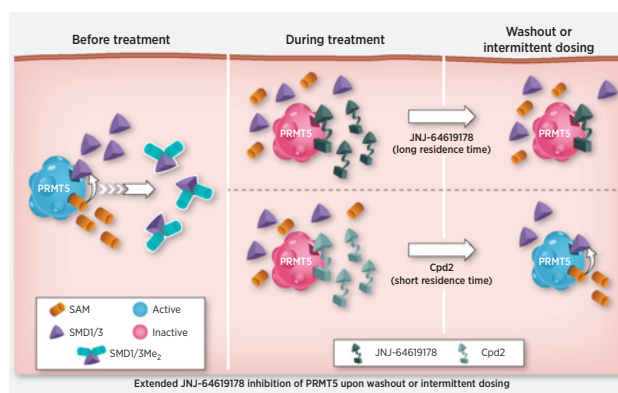 Before treatment
During treatment
Washout or
intermittent dosing
PRMT5
PRMT5
JNJ-64619178
(long residence time)
PRMT5
PRMT5
Cpd2
(short residence time)
PRMT5
SAM
Active
SMD1/3
Inactive
SMD1/3Me₂
JNJ-64619178
Cpd2
Extended JNJ-64619178 inhibition of PRMT5 upon washout or intermittent dosing